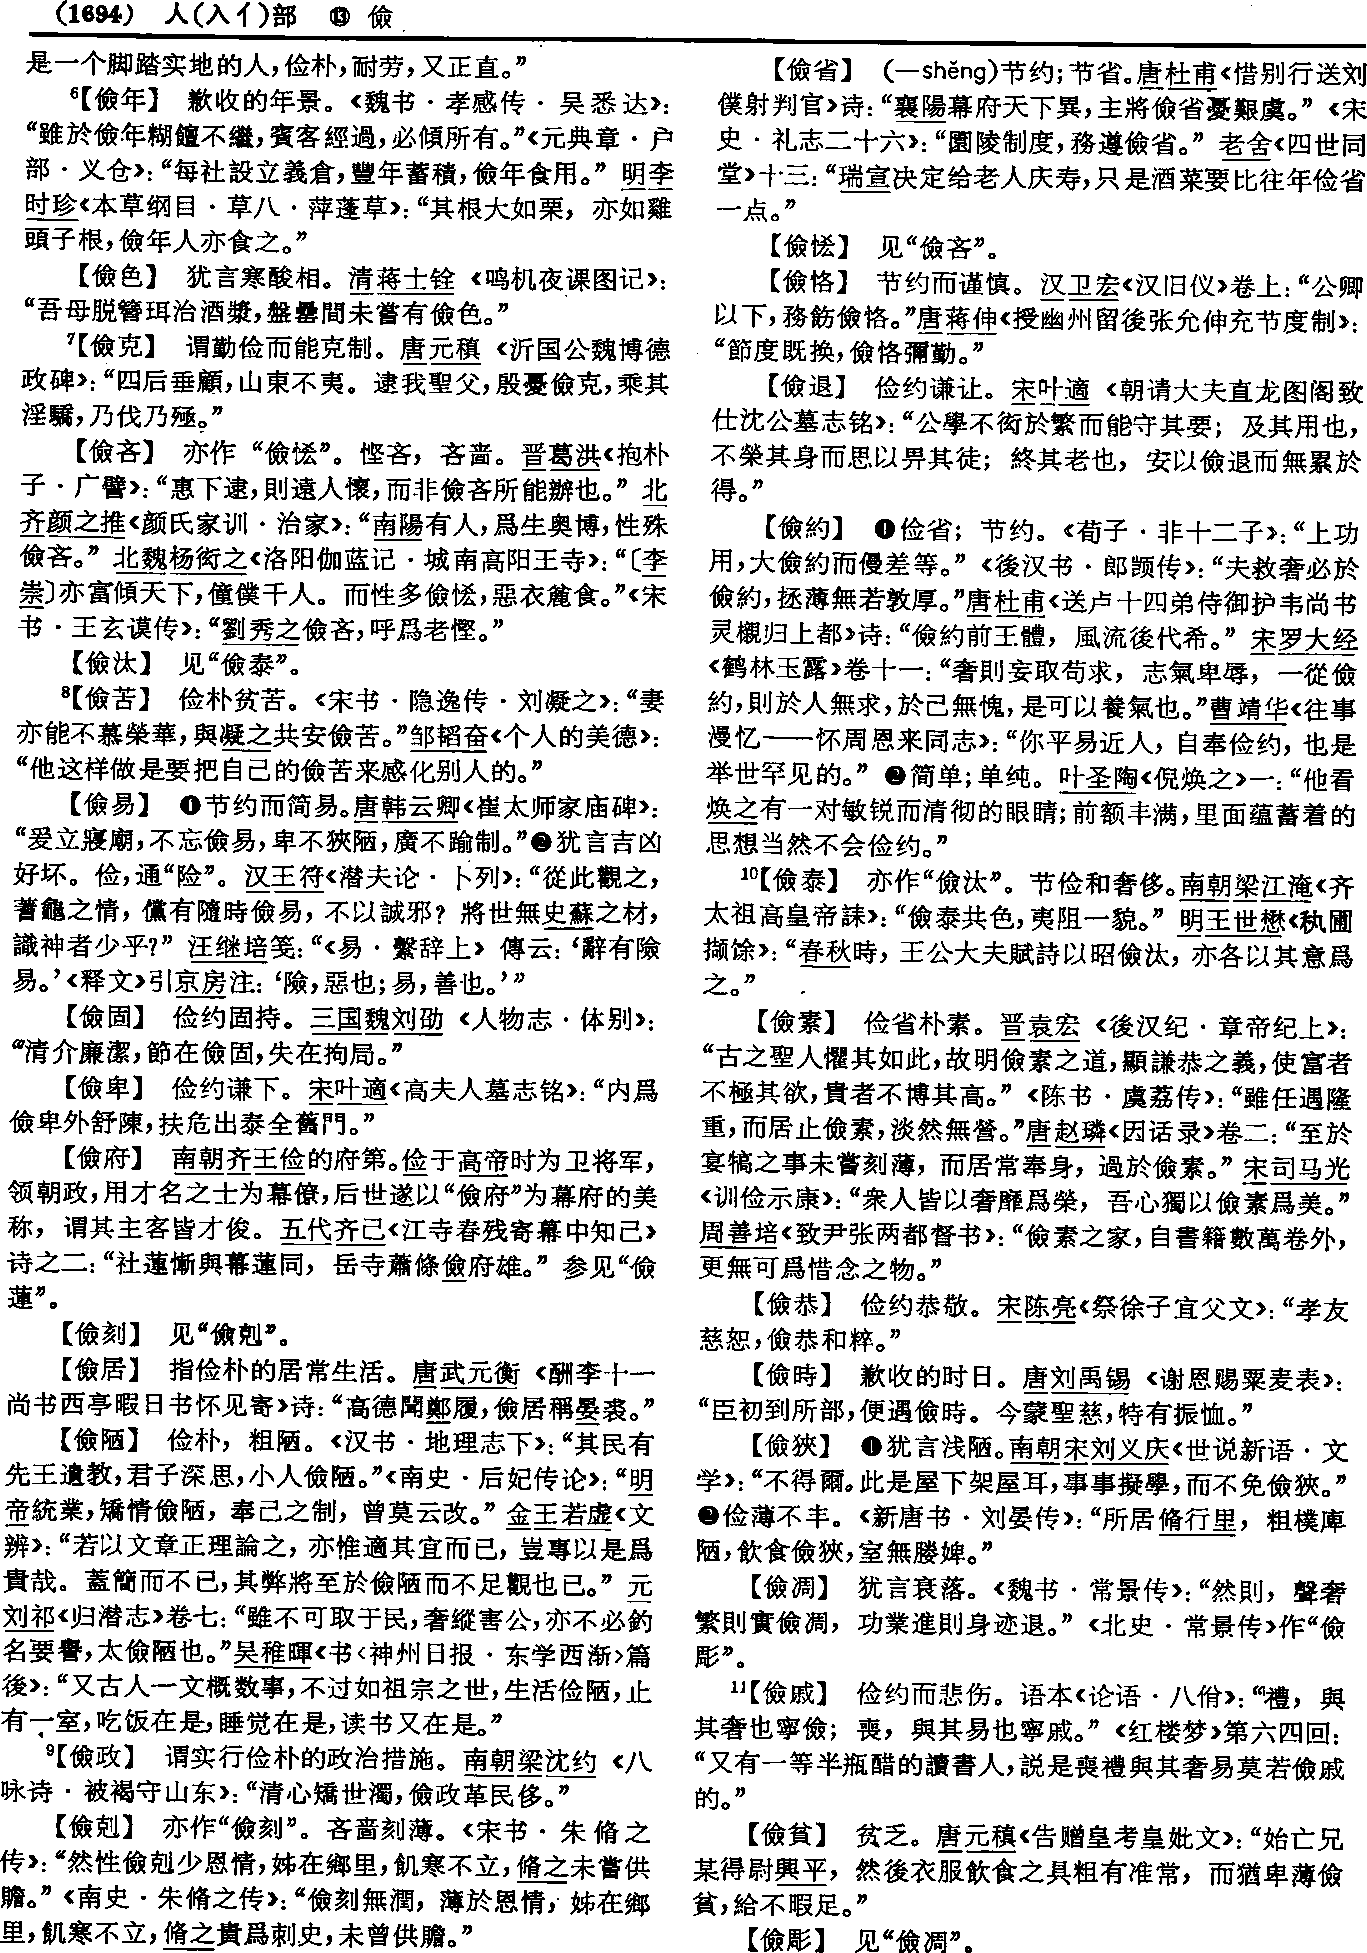 （1694） 人（入亻）部 ⓭ 儉
是一个脚踏实地的人，俭朴，耐劳，又正直。”
⁶【儉年】 歉收的年景。《魏书·孝感传·吴悉达》：
“雖於儉年糊饘不繼，賓客經過，必傾所有。”《元典章·户
部·义仓》：“每社設立義倉，豐年蓄積，儉年食用。” 明李
时珍《本草纲目·草八·萍蓬草》：“其根大如栗，亦如雞
頭子根，儉年人亦食之。”
【儉色】 犹言寒酸相。清蒋士铨《鸣机夜课图记》：
“吾母脱簪珥治酒漿，盤罍間未嘗有儉色。”
⁷【儉克】 谓勤俭而能克制。唐元稹《沂国公魏博德
政碑》：“四后垂顧，山東不夷。逮我聖父，殷憂儉克，乘其
淫驕，乃伐乃殛。”
【儉吝】 亦作“儉恡”。悭吝，吝啬。晋葛洪《抱朴
子·广譬》：“惠下逮，則遠人懷，而非儉吝所能辦也。” 北
齐颜之推《颜氏家训·治家》：“南陽有人，爲生奥博，性殊
儉吝。” 北魏杨衒之《洛阳伽蓝记·城南高阳王寺》：“〔李
崇〕亦富傾天下，僮僕千人。而性多儉恡，惡衣麄食。”《宋
书·王玄谟传》：“劉秀之儉吝，呼爲老慳。”
【儉汰】 见“儉泰”。
⁸【儉苦】 俭朴贫苦。《宋书·隐逸传·刘凝之》：“妻
亦能不慕榮華，與凝之共安儉苦。”邹韬奋《个人的美德》：
“他这样做是要把自己的儉苦来感化别人的。”
【儉易】 ❶节约而简易。唐韩云卿《崔太师家庙碑》：
“爰立寢廟，不忘儉易，卑不狹陋，廣不踰制。”❷犹言吉凶
好坏。俭，通“险”。汉王符《潜夫论·卜列》：“從此觀之，
蓍龜之情，儻有隨時儉易，不以誠邪？將世無史蘇之材，
識神者少乎？” 汪继培笺：“《易·繫辞上》傳云：‘辭有險
易。’《释文》引京房注：‘險，惡也；易，善也。’”
【儉固】 俭约固持。三国魏刘劭《人物志·体别》：
“清介廉潔，節在儉固，失在拘局。”
【儉卑】 俭约谦下。宋叶適《高夫人墓志铭》：“内爲
儉卑外舒陳，扶危出泰全舊門。”
【儉府】 南朝齐王俭的府第。俭于高帝时为卫将军，
领朝政，用才名之士为幕僚，后世遂以“儉府”为幕府的美
称，谓其主客皆才俊。五代齐己《江寺春残寄幕中知己》
诗之二：“社蓮慚與幕蓮同，岳寺蕭條儉府雄。” 参见“儉
蓮”。
【儉刻】 见“儉剋”。
【儉居】 指俭朴的居常生活。唐武元衡《酬李十一
尚书西亭暇日书怀见寄》诗：“高德聞鄭履，儉居稱晏裘。”
【儉陋】 俭朴，粗陋。《汉书·地理志下》：“其民有
先王遺教，君子深思，小人儉陋。”《南史·后妃传论》：“明
帝統業，矯情儉陋，奉己之制，曾莫云改。” 金王若虚《文
辨》：“若以文章正理論之，亦惟適其宜而已，豈專以是爲
貴哉。蓋簡而不已，其弊將至於儉陋而不足觀也已。” 元
刘祁《归潜志》卷七：“雖不可取于民，奢縱害公，亦不必釣
名要譽，太儉陋也。”吴稚暉《书〈神州日报·东学西渐〉篇
後》：“又古人一文概数事，不过如祖宗之世，生活俭陋，止
有一室，吃饭在是，睡觉在是，读书又在是。”
⁹【儉政】 谓实行俭朴的政治措施。南朝梁沈约《八
咏诗·被褐守山东》：“清心矯世濁，儉政革民侈。”
【儉剋】 亦作“儉刻”。吝啬刻薄。《宋书·朱脩之
传》：“然性儉剋少恩情，姊在鄉里，飢寒不立，脩之未嘗供
贍。”《南史·朱脩之传》：“儉刻無潤，薄於恩情，姊在鄉
里，飢寒不立，脩之貴爲刺史，未曾供贍。”
【儉省】 （—shěng）节约；节省。唐杜甫《惜别行送刘
僕射判官》诗：“襄陽幕府天下異，主將儉省憂艱虞。”《宋
史·礼志二十六》：“園陵制度，務遵儉省。” 老舍《四世同
堂》十三：“瑞宣决定给老人庆寿，只是酒菜要比往年俭省
一点。”
【儉恡】 见“儉吝”。
【儉恪】 节约而谨慎。汉卫宏《汉旧仪》卷上：“公卿
以下，務飭儉恪。”唐蒋伸《授幽州留後张允伸充节度制》：
“節度既换，儉恪彌勤。”
【儉退】 俭约谦让。宋叶適《朝请大夫直龙图阁致
仕沈公墓志铭》：“公學不衒於繁而能守其要；及其用也，
不榮其身而思以畀其徒；終其老也，安以儉退而無累於
得。”
【儉約】 ❶俭省；节约。《荀子·非十二子》：“上功
用，大儉約而僈差等。”《後汉书·郎顗传》：“夫救奢必於
儉約，拯薄無若敦厚。”唐杜甫《送卢十四弟侍御护韦尚书
灵櫬归上都》诗：“儉約前王體，風流後代希。” 宋罗大经
《鹤林玉露》卷十一：“奢則妄取苟求，志氣卑辱，一從儉
約，則於人無求，於己無愧，是可以養氣也。”曹靖华《往事
漫忆——怀周恩来同志》：“你平易近人，自奉俭约，也是
举世罕见的。” ❷简单；单纯。叶圣陶《倪焕之》一：“他看
焕之有一对敏锐而清彻的眼睛；前额丰满，里面蕴蓄着的
思想当然不会俭约。”
¹⁰【儉泰】 亦作“儉汰”。节俭和奢侈。南朝梁江淹《齐
太祖高皇帝誄》：“儉泰共色，夷阻一貌。” 明王世懋《秇圃
撷馀》：“春秋時，王公大夫賦詩以昭儉汰，亦各以其意爲
之。”
【儉素】 俭省朴素。晋袁宏《後汉纪·章帝纪上》：
“古之聖人懼其如此，故明儉素之道，顯謙恭之義，使富者
不極其欲，貴者不博其高。”《陈书·虞荔传》：“雖任遇隆
重，而居止儉素，淡然無營。”唐赵璘《因话录》卷二：“至於
宴犒之事未嘗刻薄，而居常奉身，過於儉素。” 宋司马光
《训俭示康》：“衆人皆以奢靡爲榮，吾心獨以儉素爲美。”
周善培《致尹张两都督书》：“儉素之家，自書籍數萬卷外，
更無可爲惜念之物。”
【儉恭】 俭约恭敬。宋陈亮《祭徐子宜父文》：“孝友
慈恕，儉恭和粹。”
【儉時】 歉收的时日。唐刘禹锡《谢恩赐粟麦表》：
“臣初到所部，便遇儉時。今蒙聖慈，特有振恤。”
【儉狹】 ❶犹言浅陋。南朝宋刘义庆《世说新语·文
学》：“不得爾。此是屋下架屋耳，事事擬學，而不免儉狹。”
❷俭薄不丰。《新唐书·刘晏传》：“所居脩行里，粗樸庳
陋，飲食儉狹，室無媵婢。”
【儉凋】 犹言衰落。《魏书·常景传》：“然則，聲奢
繁則實儉凋，功業進則身迹退。”《北史·常景传》作“儉
彫”。
¹¹【儉戚】 俭约而悲伤。语本《论语·八佾》：“禮，與
其奢也寧儉；喪，與其易也寧戚。”《红楼梦》第六四回：
“又有一等半瓶醋的讀書人，説是喪禮與其奢易莫若儉戚
的。”
【儉貧】 贫乏。唐元稹《告赠皇考皇妣文》：“始亡兄
某得尉興平，然後衣服飲食之具粗有准常，而猶卑薄儉
貧，給不暇足。”
【儉彫】 见“儉凋”。